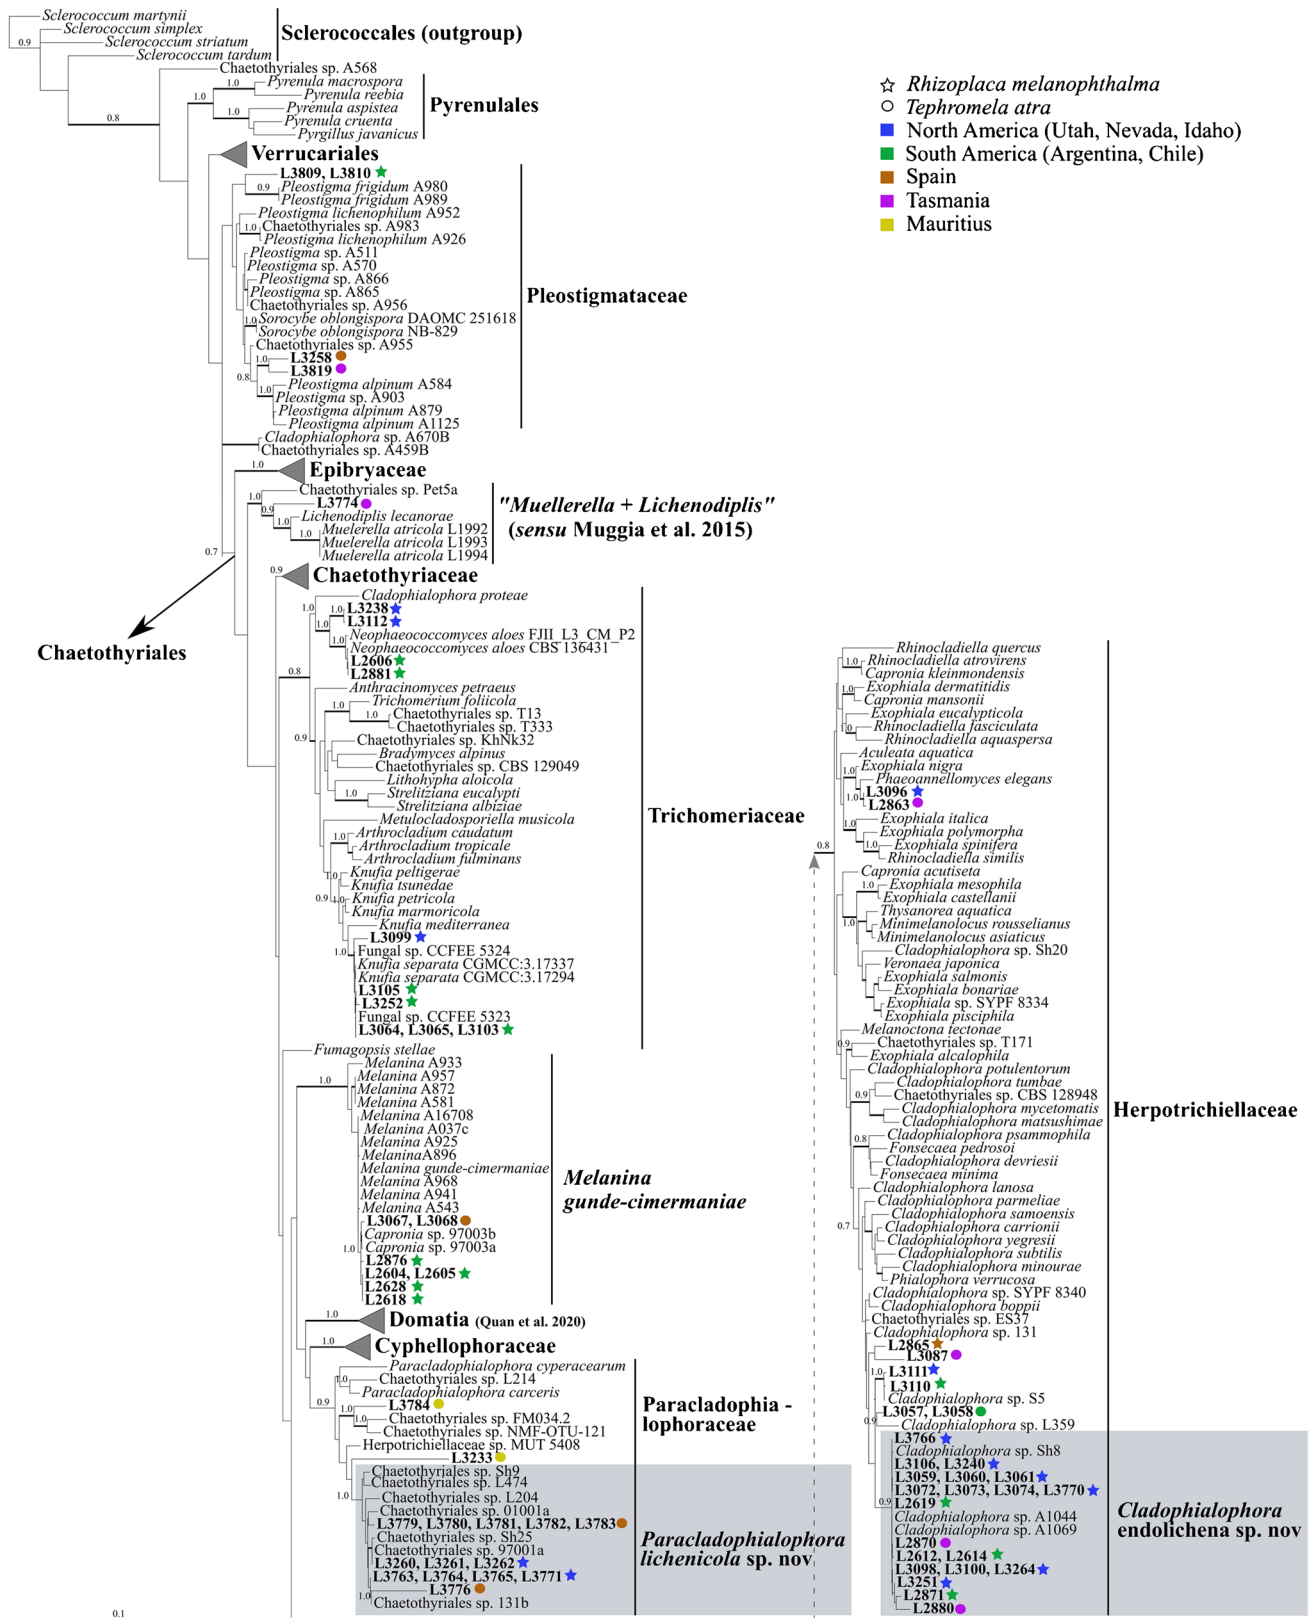 Sclerococcum martynii
Sclerococcum simplex
Sclerococcum striatum
Sclerococcum tardum
0.9
Sclerococcales (outgroup)
Chaetothyriales sp. A568
0.8
1.0
1.0
Pyrenula macrospora
Pyrenula reebia
1.0
Pyrenula aspistea
Pyrenula cruenta
Pyrgillus javanicus
Pyrenulales
Verrucariales
L3809, L3810
0.9
Pleostigma frigidum A980
Pleostigma frigidum A989
Pleostigma lichenophilum A952
1.0
Chaetothyriales sp. A983
Pleostigma lichenophilum A926
Pleostigma sp. A511
Pleostigma sp. A570
Pleostigma sp. A866
Pleostigma sp. A865
Chaetothyriales sp. A956
1.0
Sorocybe oblongispora DAOMC 251618
Sorocybe oblongispora NB-829
Chaetothyriales sp. A955
1.0
L3258
L3819
0.8
1.0
Pleostigma alpinum A584
Pleostigma sp. A903
Pleostigma alpinum A879
Pleostigma alpinum A1125
Pleostigmataceae
Cladophialophora sp. A670B
Chaetothyriales sp. A459B
1.0
Epibryaceae
1.0
Chaetothyriales sp. Pet5a
0.9
L3774
1.0
Lichenodiplis lecanorae
1.0
Muelerella atricola L1992
Muelerella atricola L1993
Muelerella atricola L1994
"Muellerella + Lichenodiplis"
(sensu Muggia et al. 2015)
0.7
Chaetothyriales
0.9
Chaetothyriaceae
Cladophialophora proteae
1.0
1.0
L3238
L3112
1.0
1.0
Neophaeococcomyces aloes FJII_L3_CM_P2
Neophaeococcomyces aloes CBS 136431
L2606
L2881
0.8
Anthracinomyces petraeus
1.0
Trichomerium foliicola
1.0
Chaetothyriales sp. T13
Chaetothyriales sp. T333
0.9
Chaetothyriales sp. KhNk32
Bradymyces alpinus
Chaetothyriales sp. CBS 129049
Lithohypha aloicola
1.0
Strelitziana eucalypti
Strelitziana albiziae
Metulocladosporiella musicola
1.0
Arthrocladium caudatum
Arthrocladium tropicale
Arthrocladium fulminans
1.0
Knufia peltigerae
Knufia tsunedae
0.9
1.0
Knufia petricola
Knufia marmoricola
Knufia mediterranea
L3099
1.0
Fungal sp. CCFEE 5324
Knufia separata CGMCC:3.17337
Knufia separata CGMCC:3.17294
L3105
L3252
Fungal sp. CCFEE 5323
L3064, L3065, L3103
Trichomeriaceae
Fumagopsis stellae
1.0
Melanina A933
Melanina A957
Melanina A872
Melanina A581
Melanina A16708
Melanina A037c
Melanina A925
MelaninaA896
Melanina gunde-cimermaniae
Melanina A968
Melanina A941
Melanina A543
L3067, L3068
1.0
Capronia sp. 97003b
Capronia sp. 97003a
L2876
L2604, L2605
L2628
L2618
Melanina
gunde-cimermaniae
1.0
Domatia (Quan et al. 2020)
1.0
Cyphellophoraceae
Paracladophialophora cyperacearum
1.0
Chaetothyriales sp. L214
Paracladophialophora carceris
0.9
1.0
L3784
1.0
Chaetothyriales sp. FM034.2
Chaetothyriales sp. NMF-OTU-121
Herpotrichiellaceae sp. MUT 5408
L3233
Paracladophia -
lophoraceae
Chaetothyriales sp. Sh9
Chaetothyriales sp. L474
1.0
Chaetothyriales sp. L204
Chaetothyriales sp. 01001a
L3779, L3780, L3781, L3782, L3783
Chaetothyriales sp. Sh25
Chaetothyriales sp. 97001a
L3260, L3261, L3262
L3763, L3764, L3765, L3771
L3776
1.0
Chaetothyriales sp. 131b
Paracladophialophora
lichenicola sp. nov
0.1
Rhizoplaca melanophthalma
Tephromela atra
North America (Utah, Nevada, Idaho)
South America (Argentina, Chile)
Spain
Tasmania
Mauritius
Rhinocladiella quercus
1.0
Rhinocladiella atrovirens
Capronia kleinmondensis
1.0
Exophiala dermatitidis
Capronia mansonii
Exophiala eucalypticola
1.0
Rhinocladiella fasciculata
Rhinocladiella aquaspersa
Aculeata aquatica
Exophiala nigra
1.0
Phaeoannellomyces elegans
1.0
L3096
L2863
1.0
Exophiala italica
Exophiala polymorpha
1.0
Exophiala spinifera
Rhinocladiella similis
0.8
Capronia acutiseta
1.0
Exophiala mesophila
Exophiala castellanii
1.0
Thysanorea aquatica
Minimelanolocus rousselianus
Minimelanolocus asiaticus
Cladophialophora sp. Sh20
Veronaea japonica
Exophiala salmonis
Exophiala bonariae
Exophiala sp. SYPF 8334
Exophiala pisciphila
Melanoctona tectonae
0.9
Chaetothyriales sp. T171
Exophiala alcalophila
Cladophialophora potulentorum
Cladophialophora tumbae
0.9
Chaetothyriales sp. CBS 128948
Cladophialophora mycetomatis
Cladophialophora matsushimae
0.8
Cladophialophora psammophila
Fonsecaea pedrosoi
Cladophialophora devriesii
Fonsecaea minima
Cladophialophora lanosa
Cladophialophora parmeliae
Cladophialophora samoensis
0.7
Cladophialophora carrionii
Cladophialophora yegresii
Cladophialophora subtilis
Cladophialophora minourae
Phialophora verrucosa
Cladophialophora sp. SYPF 8340
Cladophialophora boppii
Chaetothyriales sp. ES37
Cladophialophora sp. 131
L2865
L3087
1.0
L3111
L3110
Cladophialophora sp. S5
L3057, L3058
0.9
Cladophialophora sp. L359
Herpotrichiellaceae
L3766
Cladophialophora sp. Sh8
L3106, L3240
L3059, L3060, L3061
L3072, L3073, L3074, L3770
0.9
L2619
Cladophialophora sp. A1044
Cladophialophora sp. A1069
L2870
L2612, L2614
L3098, L3100, L3264
L3251
L2871
L2880
Cladophialophora
endolichena sp. nov